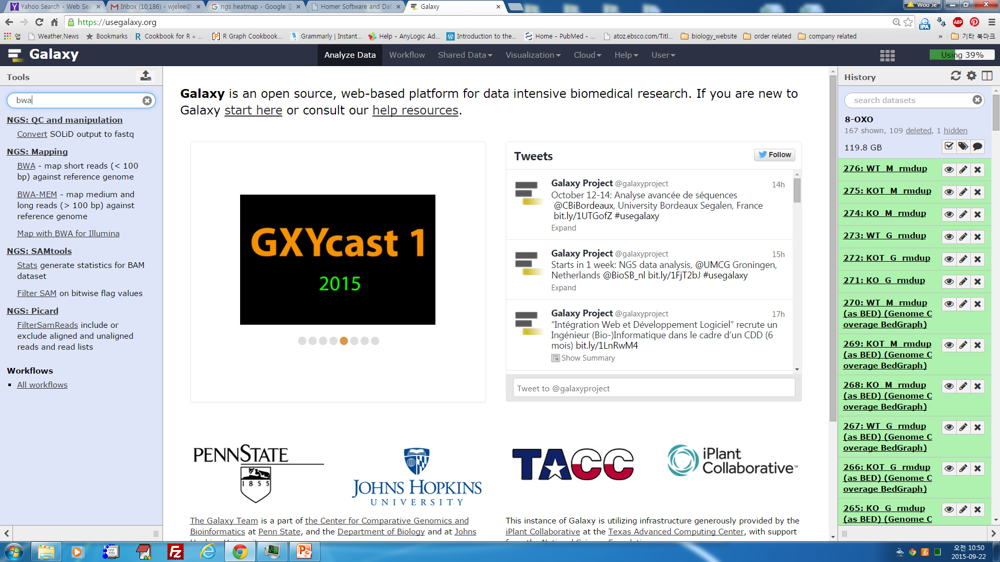 Yahoo Search - Web Sea
Inbox (10,186) - wjelee@
ngs heatmap - Google
Homer Software and Dat
Galaxy
Woo Je
https://usegalaxy.org
앱
Weather,News
Bookmarks
Cookbook for R » ...
R Graph Cookbook...
Grammarly | Instant...
Help - AnyLogic Ad...
Introduction to the...
Home - PubMed - ...
atoz.ebsco.com/Titl...
biology_website
order related
company related
»
기타 북마크
Galaxy
Analyze Data
Workflow
Shared Data
Visualization
Cloud
Help
User
Using 39%
Tools
bwa
NGS: QC and manipulation
Convert SOLiD output to fastq
NGS: Mapping
BWA - map short reads (< 100
bp) against reference genome
BWA-MEM - map medium and
long reads (> 100 bp) against
reference genome
Map with BWA for Illumina
NGS: SAMtools
Stats generate statistics for BAM
dataset
Filter SAM on bitwise flag values
NGS: Picard
FilterSamReads include or
exclude aligned and unaligned
reads and read lists
Workflows
All workflows
Galaxy is an open source, web-based platform for data intensive biomedical research. If you are new to
Galaxy start here or consult our help resources.
GXYcast 1
2015
Tweets
Follow
Galaxy Project @galaxyproject 14h
October 12-14: Analyse avancée de séquences
@CBiBordeaux, University Bordeaux Segalen, France
bit.ly/1UTGofZ #usegalaxy
Expand
Galaxy Project @galaxyproject 15h
Starts in 1 week: NGS data analysis, @UMCG Groningen,
Netherlands @BioSB_nl bit.ly/1FjT2bJ #usegalaxy
Expand
Galaxy Project @galaxyproject 17h
“Intégration Web et Développement Logiciel” recrute un
Ingénieur (Bio-)Informatique dans le cadre d’un CDD (6
mois) bit.ly/1LnRwM4
Show Summary
Tweet to @galaxyproject
PENNSTATE
1855
JOHNS HOPKINS
UNIVERSITY
TACC
iPlant
Collaborative™
The Galaxy Team is a part of the Center for Comparative Genomics and
Bioinformatics at Penn State, and the Department of Biology and at Johns
This instance of Galaxy is utilizing infrastructure generously provided by the
iPlant Collaborative at the Texas Advanced Computing Center, with support
History
search datasets
8-OXO
167 shown, 109 deleted, 1 hidden
119.8 GB
276: WT_M_rmdup
275: KOT_M_rmdup
274: KO_M_rmdup
273: WT_G_rmdup
272: KOT_G_rmdup
271: KO_G_rmdup
270: WT_M_rmdup
(as BED) (Genome C
overage BedGraph)
269: KOT_M_rmdup
(as BED) (Genome C
overage BedGraph)
268: KO_M_rmdup
(as BED) (Genome C
overage BedGraph)
267: WT_G_rmdup
(as BED) (Genome C
overage BedGraph)
266: KOT_G_rmdup
(as BED) (Genome C
overage BedGraph)
265: KO_G_rmdup
(as BED) (Genome C
오전 10:50
2015-09-22